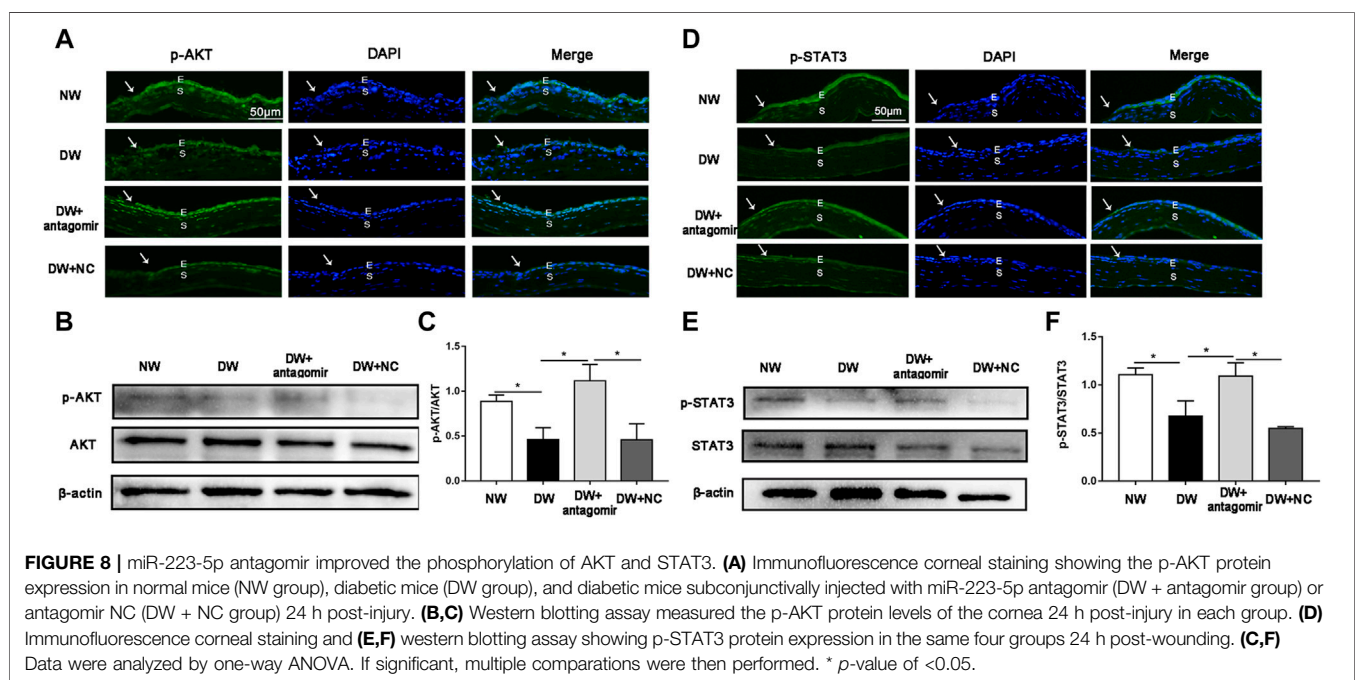 A
p-AKT DAPI Merge
NW
E
S
50μm
E
S
E
S
DW
E
S
E
S
E
S
DW+
antagomir
E
S
E
S
E
S
DW+NC
E
S
E
S
E
S
D
p-STAT3 DAPI Merge
NW
E
S
50μm
E
S
E
S
DW
E
S
E
S
E
S
DW+
antagomir
E
S
E
S
E
S
DW+NC
E
S
E
S
E
S
B
NW DW DW+
antagomir DW+NC
p-AKT
AKT
β-actin
C
p-AKT/AKT
1.5
1.0
0.5
0.0
* * *
NW DW DW+
antagomir DW+NC
E
NW DW DW+
antagomir DW+NC
p-STAT3
STAT3
β-actin
F
p-STAT3/STAT3
1.5
1.0
0.5
0.0
* * *
NW DW DW+
antagomir DW+NC
FIGURE 8 | miR-223-5p antagomir improved the phosphorylation of AKT and STAT3. (A) Immunofluorescence corneal staining showing the p-AKT protein
expression in normal mice (NW group), diabetic mice (DW group), and diabetic mice subconjunctivally injected with miR-223-5p antagomir (DW + antagomir group) or
antagomir NC (DW + NC group) 24 h post-injury. (B,C) Western blotting assay measured the p-AKT protein levels of the cornea 24 h post-injury in each group. (D)
Immunofluorescence corneal staining and (E,F) western blotting assay showing p-STAT3 protein expression in the same four groups 24 h post-wounding. (C,F)
Data were analyzed by one-way ANOVA. If significant, multiple comparations were then performed. * p-value of <0.05.